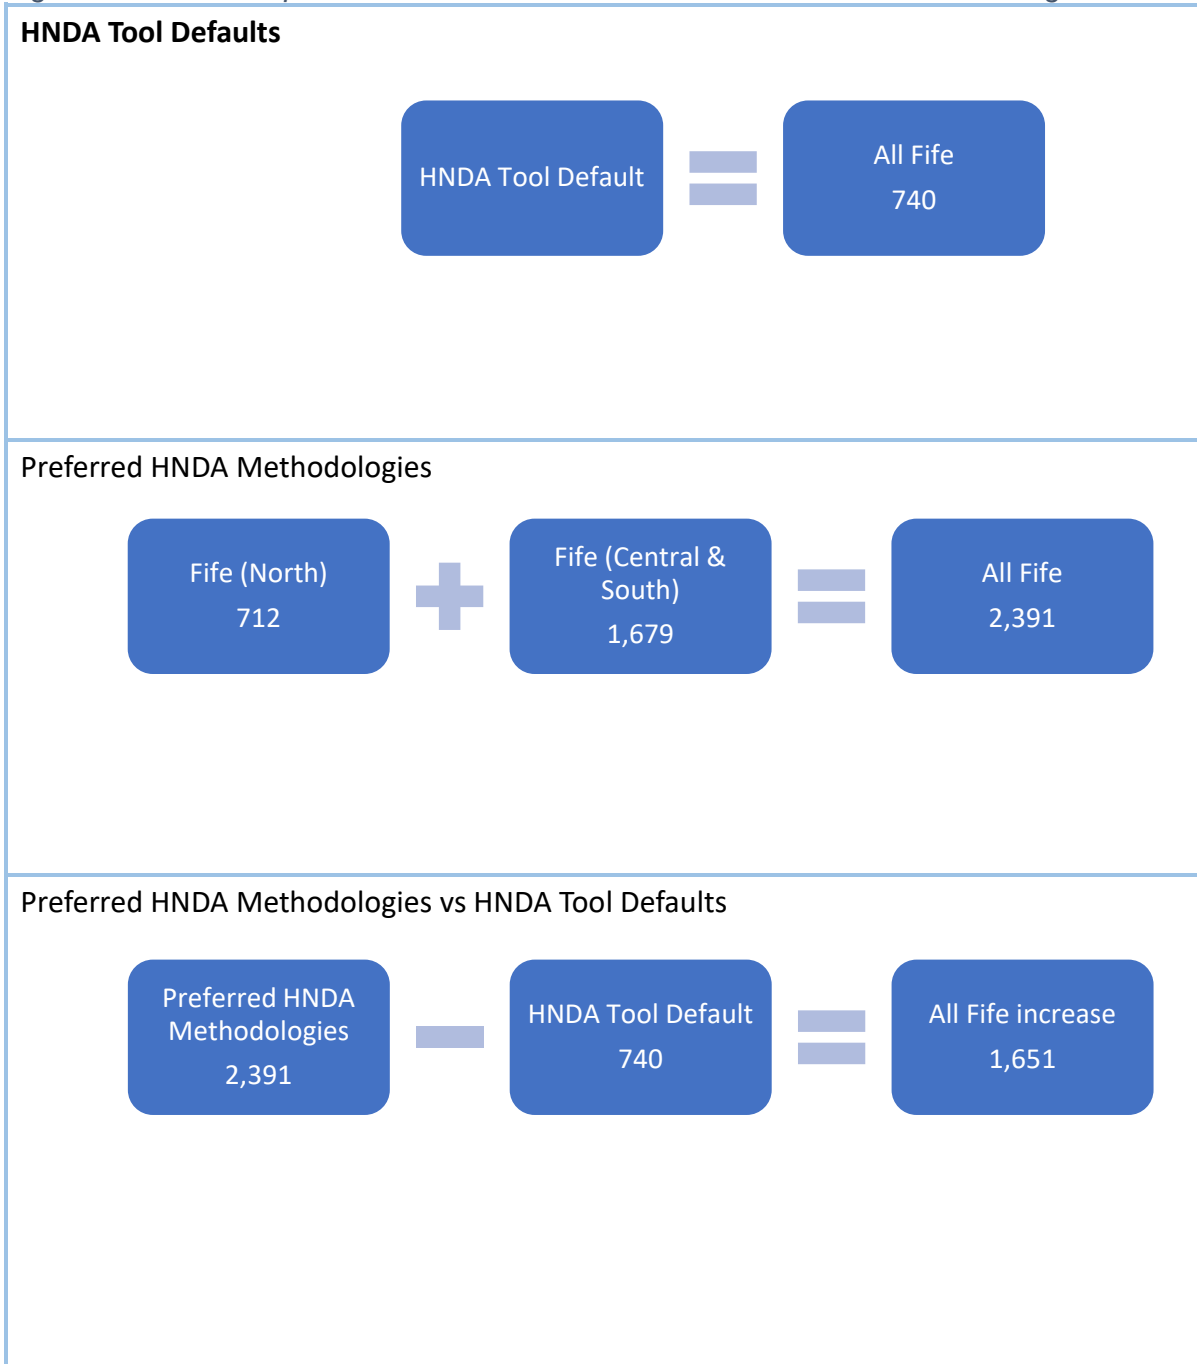 HNDA Tool Defaults
HNDA Tool Default
All Fife
740
Preferred HNDA Methodologies
Fife (North)
712
Fife (Central &
South)
1,679
All Fife
2,391
Preferred HNDA Methodologies vs HNDA Tool Defaults
Preferred HNDA
Methodologies
2,391
HNDA Tool Default
740
All Fife increase
1,651